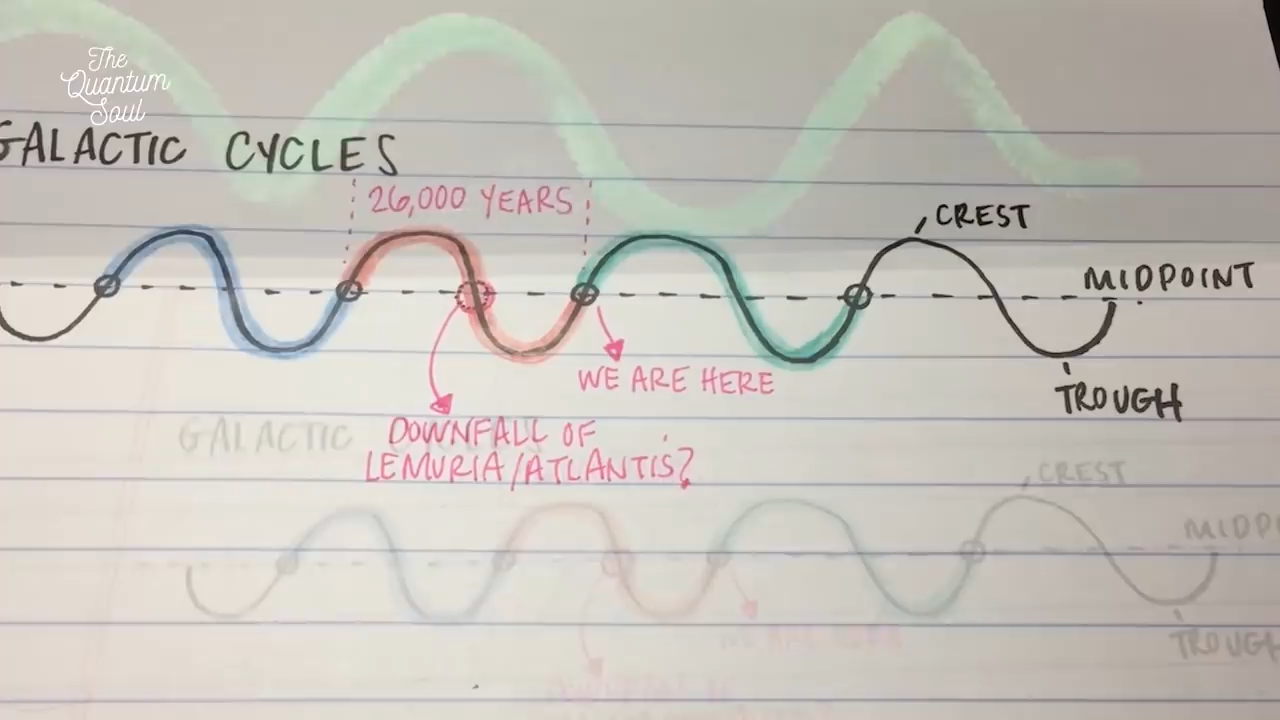 The
Quantum
Soul
GALACTIC CYCLES
26,000 YEARS
CREST
MIDPOINT
WE ARE HERE
TROUGH
DOWNFALL OF
LEMURIA/ATLANTIS?
GALACTIC
CREST
TROUGH